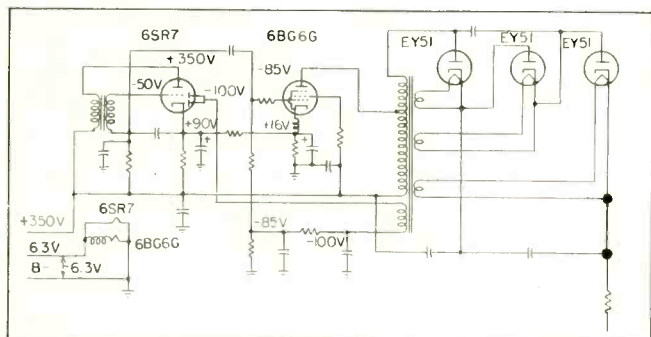 6SR7
6BG6G
EY51
EY51
EY51
+350V
-85V
-50V
-100V
+90V
+16V
+
+
+350V
6SR7
6.3V
6BG6G
B-
6.3V
-85V
-100V